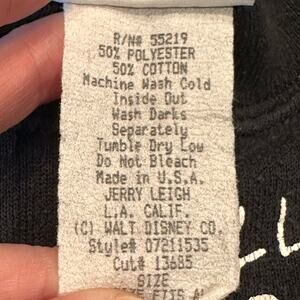 R/N# 55219
50% POLYESTER
50% COTTON
Machine Wash Cold
Inside Out
Wash Darks
Separately
Tumble Dry Low
Do Not Bleach
Made in U.S.A.
JERRY LEIGH
L.A. CALIF.
(C) WALT DISNEY CO.
Style# 07211535
Cut# 13685
SIZE